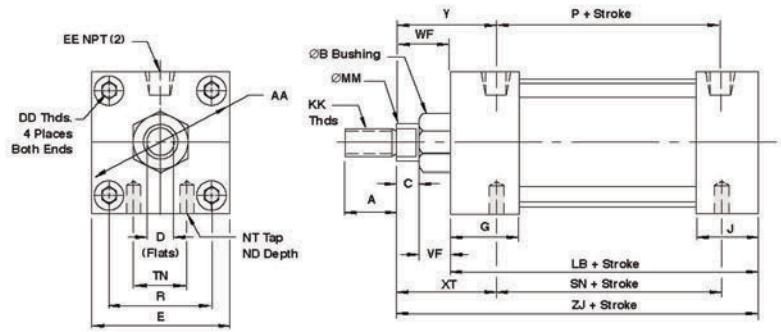 EE NPT (2)
AA
DD Thds.
4 Places
Both Ends
D
(Flats)
NT Tap
ND Depth
TN
R
E
Y
P + Stroke
WF
ØB Bushing
ØMM
KK
Thds
C
A
G
J
VF
LB + Stroke
XT
SN + Stroke
ZJ + Stroke